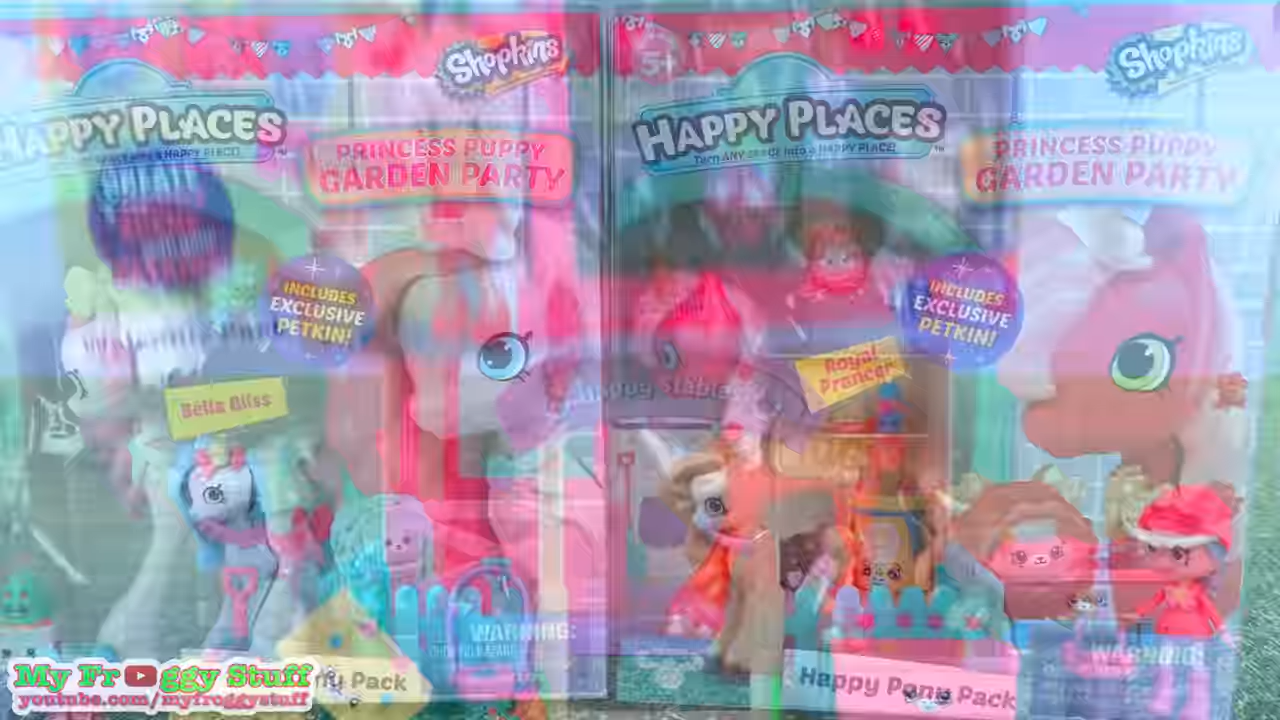 Shopkins
Shopkins
5+
HAPPY PLACES
HAPPY PLACES
Turn ANY SPACE into a HAPPY PLACE!
PRINCESS PUPPY
GARDEN PARTY
PRINCESS PUPPY
GARDEN PARTY
INCLUDES
EXCLUSIVE
PETKIN!
INCLUDES
EXCLUSIVE
PETKIN!
Royal
Prancer
Bella Bliss
WARNING:
WARNING:
Pack
Happy Pony Pack
My Froggy Stuff
youtube.com/myfroggystuff